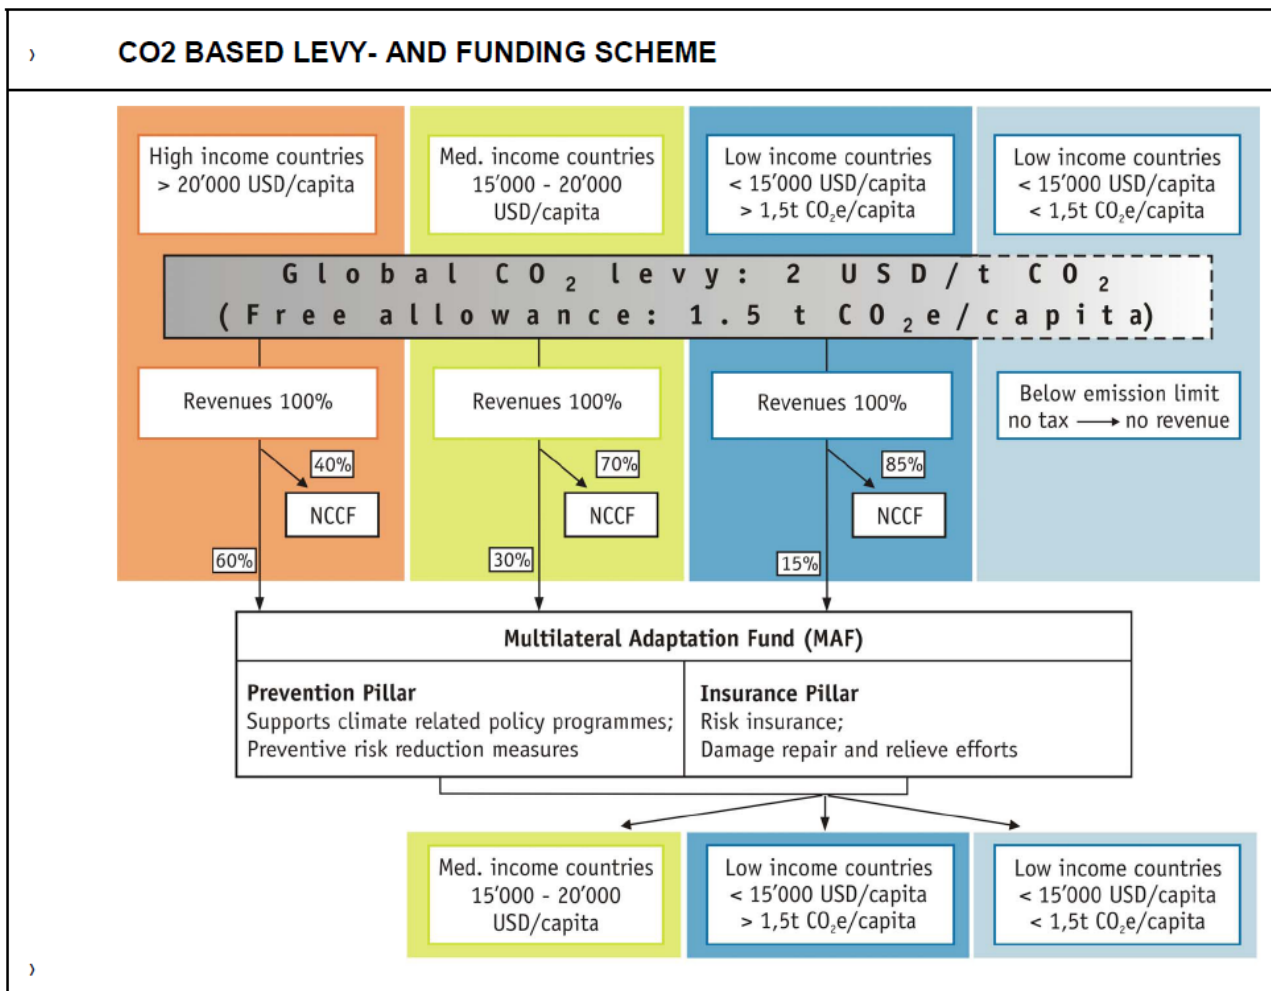 › CO2 BASED LEVY- AND FUNDING SCHEME
High income countries
> 20’000 USD/capita
Med. income countries
15’000 - 20’000
USD/capita
Low income countries
< 15’000 USD/capita
> 1,5t CO₂e/capita
Low income countries
< 15’000 USD/capita
< 1,5t CO₂e/capita
Global CO₂ levy: 2 USD/t CO₂
(Free allowance: 1.5 t CO₂e/capita)
Revenues 100%
Revenues 100%
Revenues 100%
Below emission limit
no tax ⟶ no revenue
40%
70%
85%
NCCF
NCCF
NCCF
60%
30%
15%
Multilateral Adaptation Fund (MAF)
Prevention Pillar
Supports climate related policy programmes;
Preventive risk reduction measures
Insurance Pillar
Risk insurance;
Damage repair and relieve efforts
Med. income countries
15’000 - 20’000
USD/capita
Low income countries
< 15’000 USD/capita
> 1,5t CO₂e/capita
Low income countries
< 15’000 USD/capita
< 1,5t CO₂e/capita
›